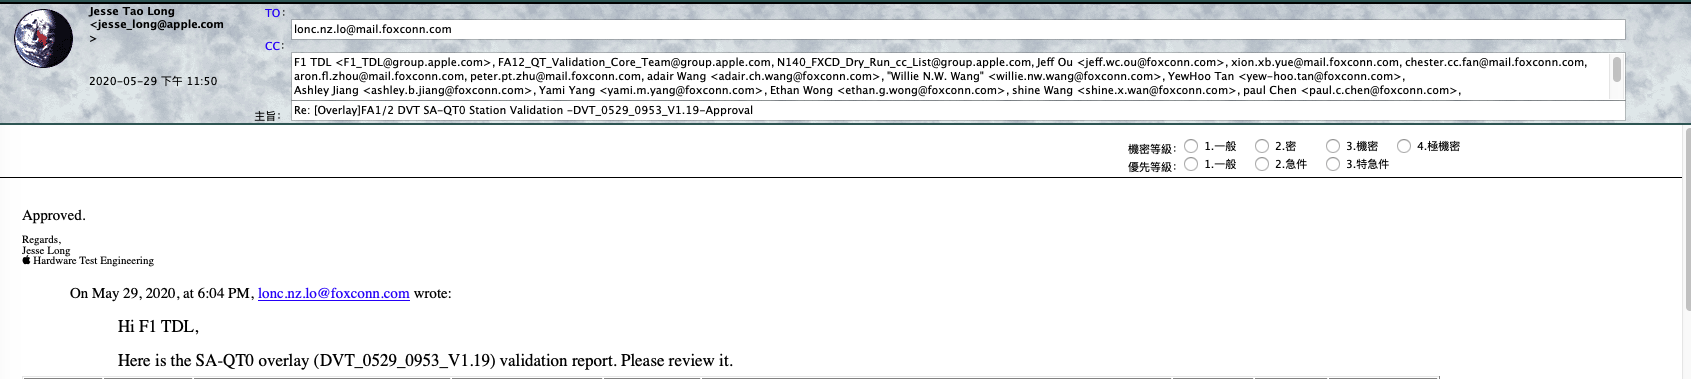 Jesse Tao Long
<jesse_long@apple.com
>
2020-05-29 下午 11:50
TO:
lonc.nz.lo@mail.foxconn.com
CC:
F1 TDL <F1_TDL@group.apple.com>, FA12_QT_Validation_Core_Team@group.apple.com, N140_FXCD_Dry_Run_cc_List@group.apple.com, Jeff Ou <jeff.wc.ou@foxconn.com>, xion.xb.yue@mail.foxconn.com, chester.cc.fan@mail.foxconn.com,
aron.fl.zhou@mail.foxconn.com, peter.pt.zhu@mail.foxconn.com, adair Wang <adair.ch.wang@foxconn.com>, "Willie N.W. Wang" <willie.nw.wang@foxconn.com>, YewHoo Tan <yew-hoo.tan@foxconn.com>,
Ashley Jiang <ashley.b.jiang@foxconn.com>, Yami Yang <yami.m.yang@foxconn.com>, Ethan Wong <ethan.g.wong@foxconn.com>, shine Wang <shine.x.wan@foxconn.com>, paul Chen <paul.c.chen@foxconn.com>,
主旨:
Re: [Overlay]FA1/2 DVT SA-QT0 Station Validation -DVT_0529_0953_V1.19-Approval
機密等級: 1.一般 2.密 3.機密 4.極機密
優先等級: 1.一般 2.急件 3.特急件
Approved.
Regards,
Jesse Long
Hardware Test Engineering
On May 29, 2020, at 6:04 PM, lonc.nz.lo@foxconn.com wrote:
Hi F1 TDL,
Here is the SA-QT0 overlay (DVT_0529_0953_V1.19) validation report. Please review it.